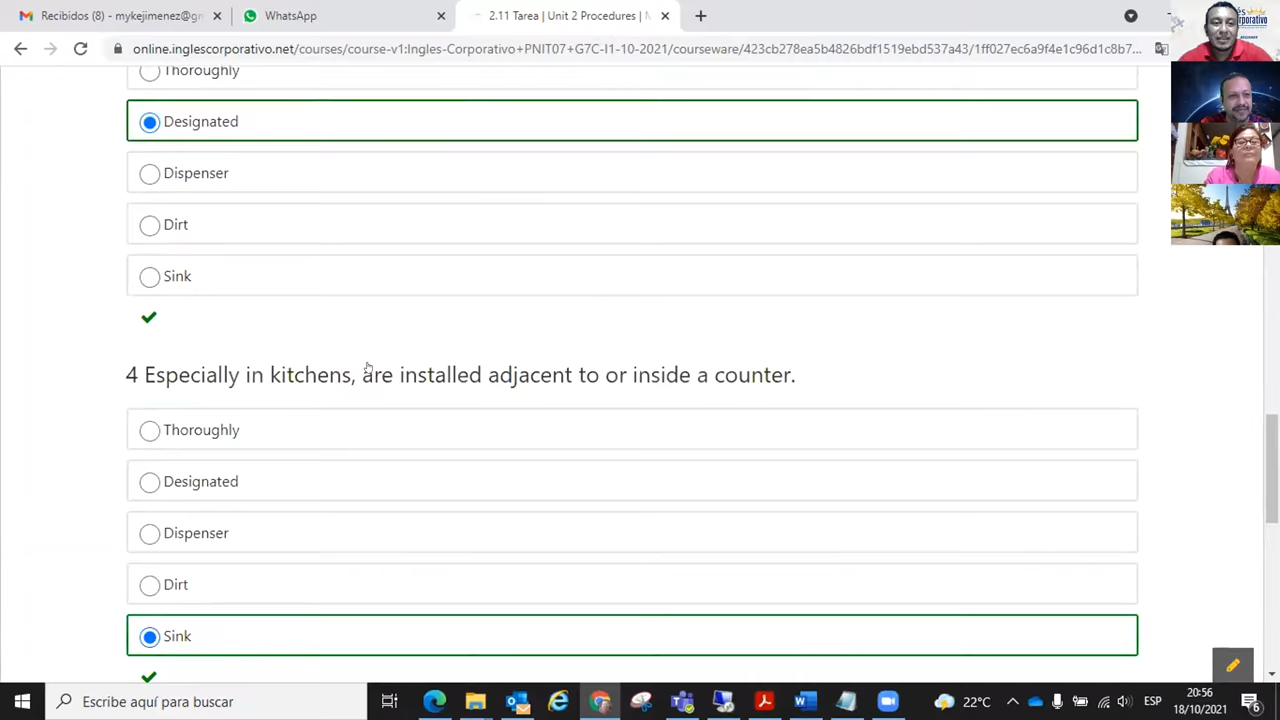 Recibidos (8) - mykejimenez@gm
WhatsApp
2.11 Tarea | Unit 2 Procedures |
online.inglescorporativo.net/courses/course-v1:Ingles-Corporativo+PNI107+G7C-I1-10-2021/courseware/423cb278ea5b4826bdf1519ebd537a43/1ff027ec6a9f4e1c96d1c8b7...
Thoroughly
Designated
Dispenser
Dirt
Sink
4 Especially in kitchens, are installed adjacent to or inside a counter.
Thoroughly
Designated
Dispenser
Dirt
Sink
Escribe aquí para buscar
22°C
ESP
20:56
18/10/2021
6